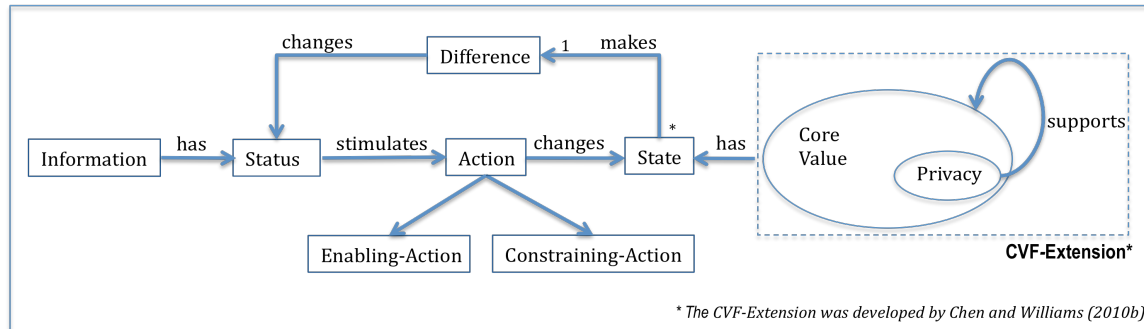 changes
Difference
1
makes
Information
has
Status
stimulates
Action
changes
State
*
has
Core
Value
Privacy
supports
Enabling-Action
Constraining-Action
CVF-Extension*
* The CVF-Extension was developed by Chen and Williams (2010b)